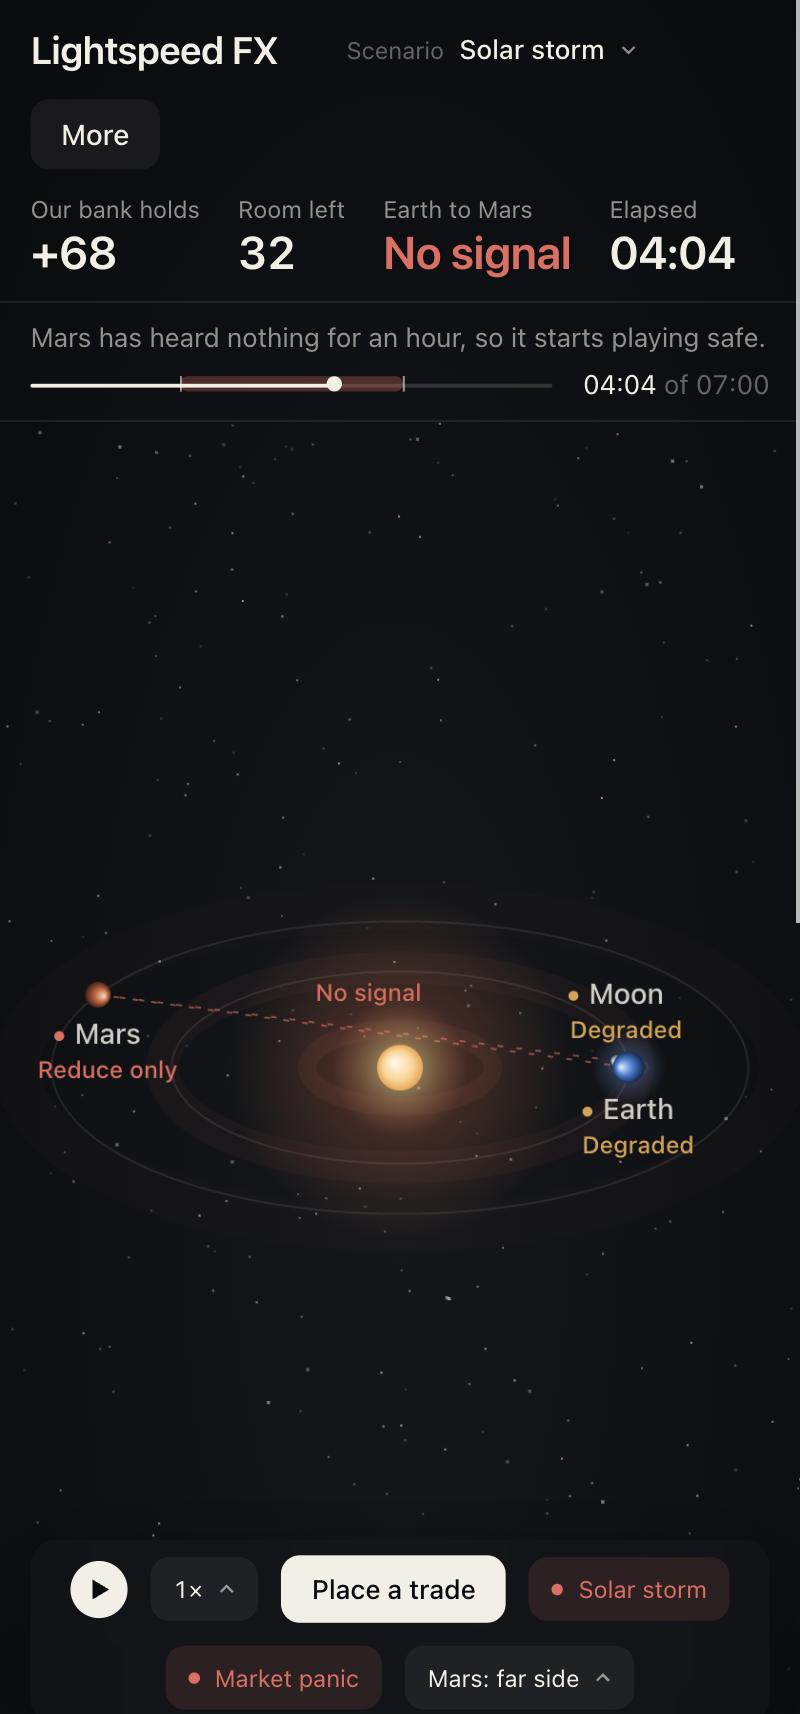 Lightspeed FX Scenario Solar storm
More
Our bank holds Room left Earth to Mars Elapsed
+68 32 No signal 04:04
Mars has heard nothing for an hour, so it starts playing safe.
04:04 of 07:00
No signal
Moon
Degraded
Mars
Reduce only
Earth
Degraded
1× Place a trade Solar storm
Market panic Mars: far side